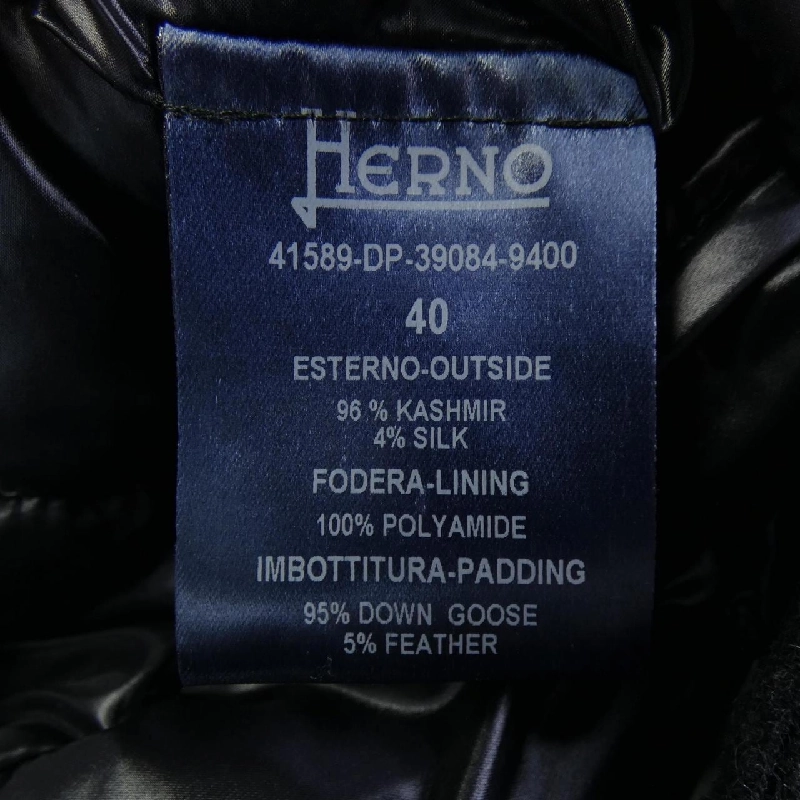 HERNO
41589-DP-39084-9400
40
ESTERNO-OUTSIDE
96 % KASHMIR
4% SILK
FODERA-LINING
100% POLYAMIDE
IMBOTTITURA-PADDING
95% DOWN GOOSE
5% FEATHER